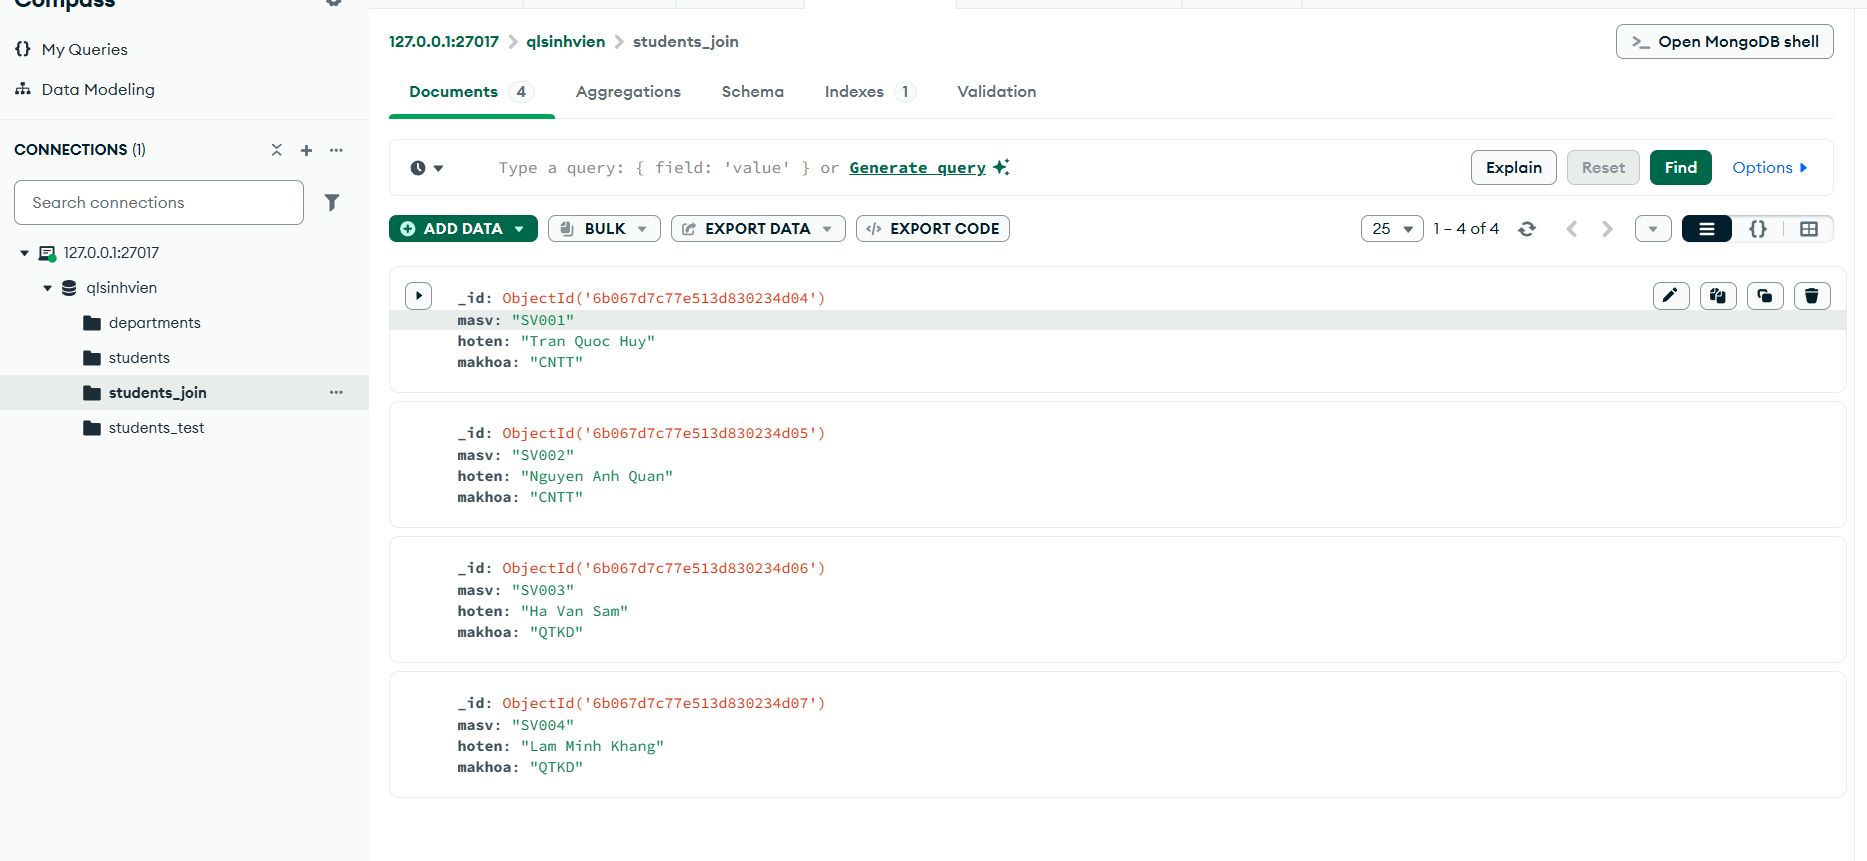 Compass
My Queries
Data Modeling
CONNECTIONS (1)
Search connections
127.0.0.1:27017
qlsinhvien
departments
students
students_join
students_test
127.0.0.1:27017 > qlsinhvien > students_join
>_ Open MongoDB shell
Documents 4 Aggregations Schema Indexes 1 Validation
Type a query: { field: 'value' } or Generate query
Explain Reset Find Options
ADD DATA BULK EXPORT DATA EXPORT CODE
25 1 – 4 of 4
_id: ObjectId('6b067d7c77e513d830234d04')
masv: "SV001"
hoten: "Tran Quoc Huy"
makhoa: "CNTT"
_id: ObjectId('6b067d7c77e513d830234d05')
masv: "SV002"
hoten: "Nguyen Anh Quan"
makhoa: "CNTT"
_id: ObjectId('6b067d7c77e513d830234d06')
masv: "SV003"
hoten: "Ha Van Sam"
makhoa: "QTKD"
_id: ObjectId('6b067d7c77e513d830234d07')
masv: "SV004"
hoten: "Lam Minh Khang"
makhoa: "QTKD"